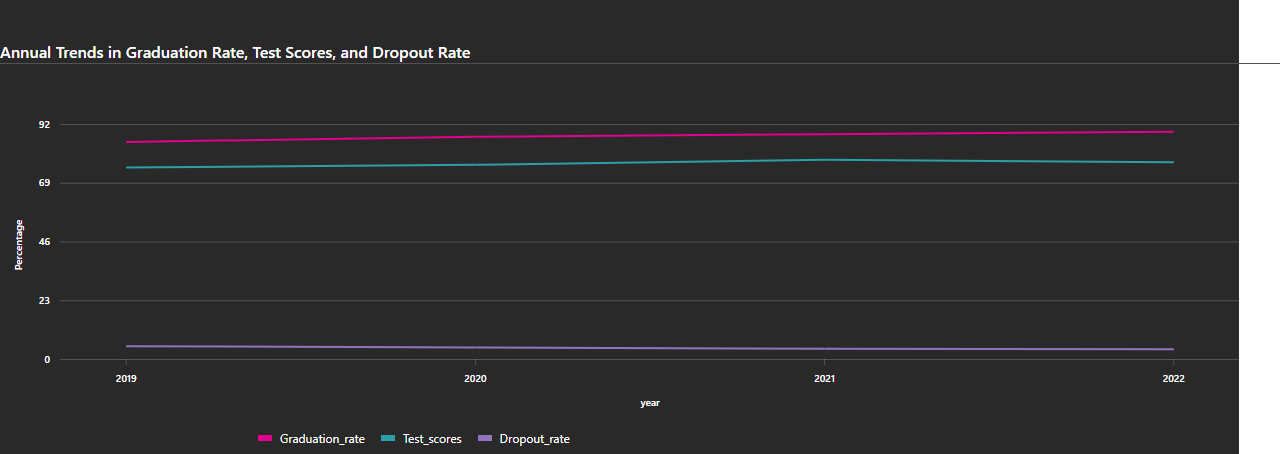 Annual Trends in Graduation Rate, Test Scores, and Dropout Rate
92
69
46
23
0
Percentage
2019 2020 2021 2022
year
Graduation_rate Test_scores Dropout_rate